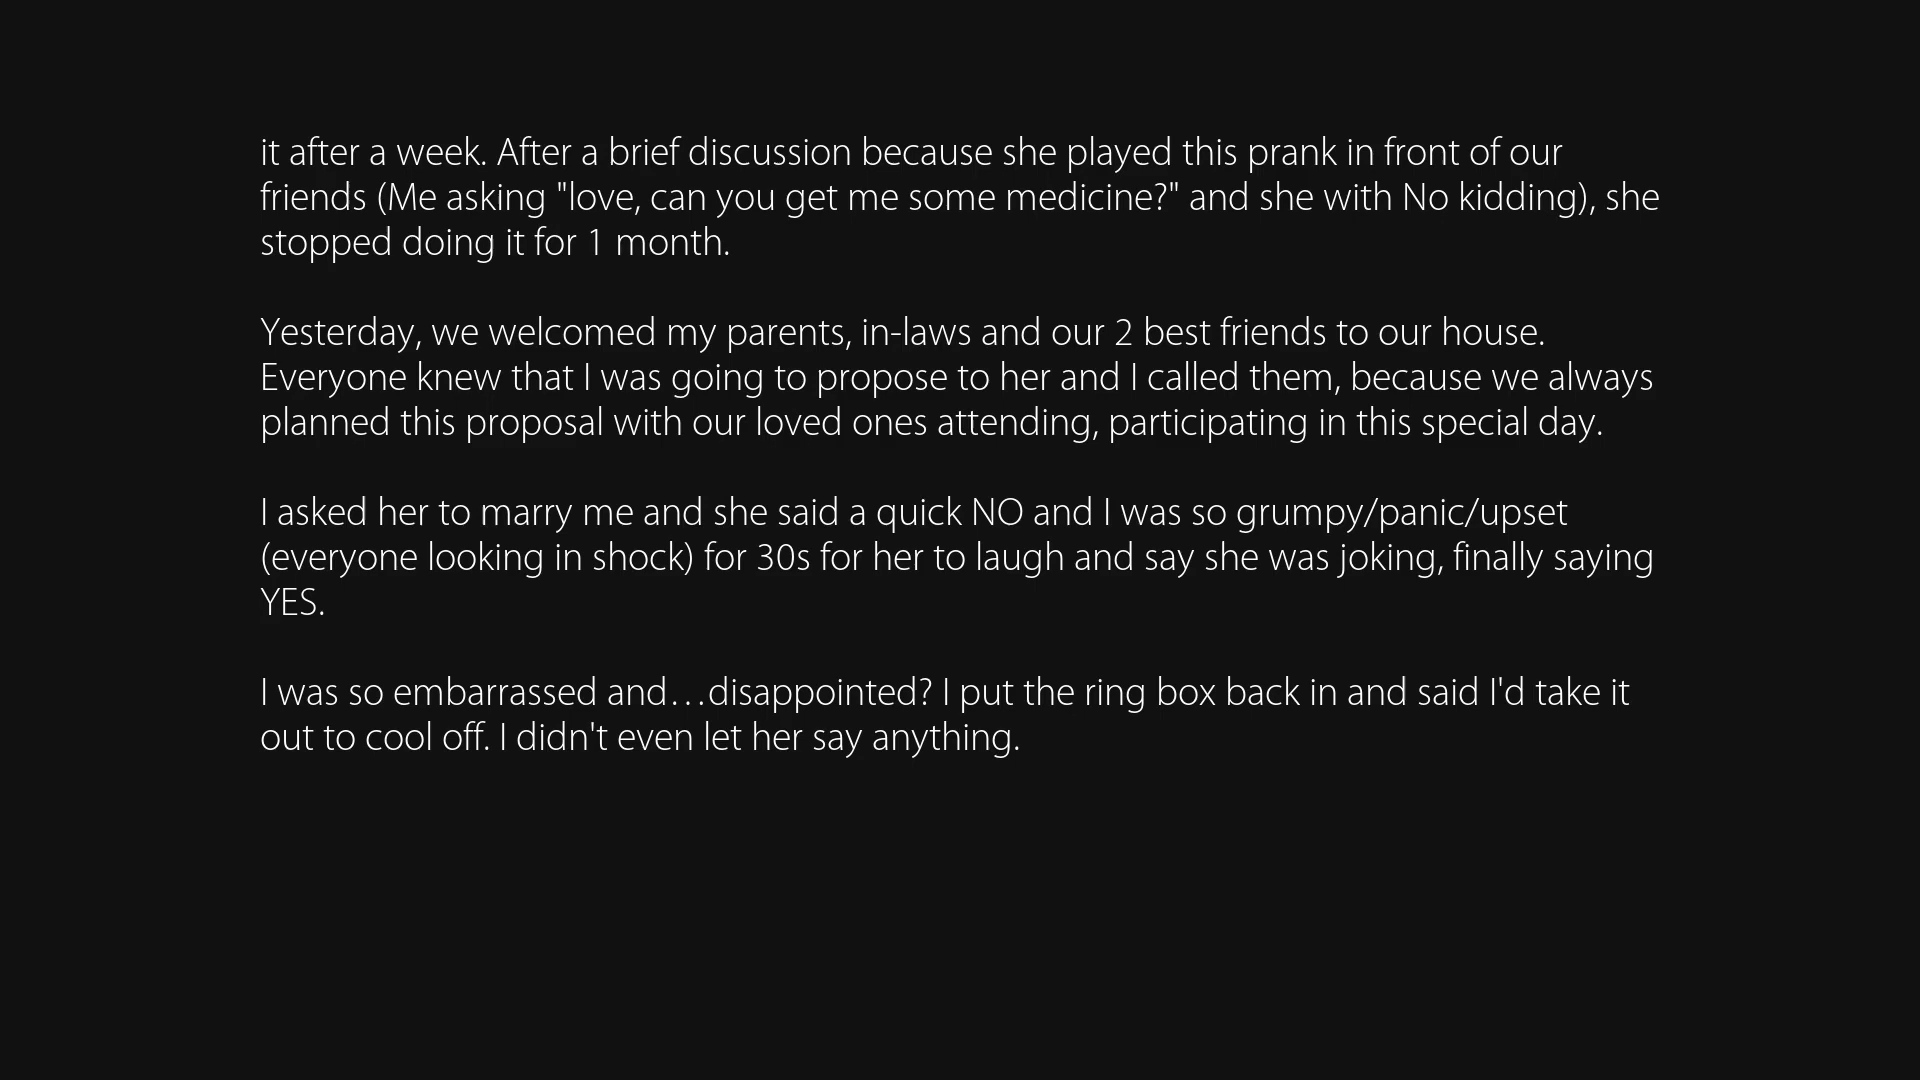 it after a week. After a brief discussion because she played this prank in front of our
friends (Me asking "love, can you get me some medicine?" and she with No kidding), she
stopped doing it for 1 month.
Yesterday, we welcomed my parents, in-laws and our 2 best friends to our house.
Everyone knew that I was going to propose to her and I called them, because we always
planned this proposal with our loved ones attending, participating in this special day.
I asked her to marry me and she said a quick NO and I was so grumpy/panic/upset
(everyone looking in shock) for 30s for her to laugh and say she was joking, finally saying
YES.
I was so embarrassed and…disappointed? I put the ring box back in and said I'd take it
out to cool off. I didn't even let her say anything.